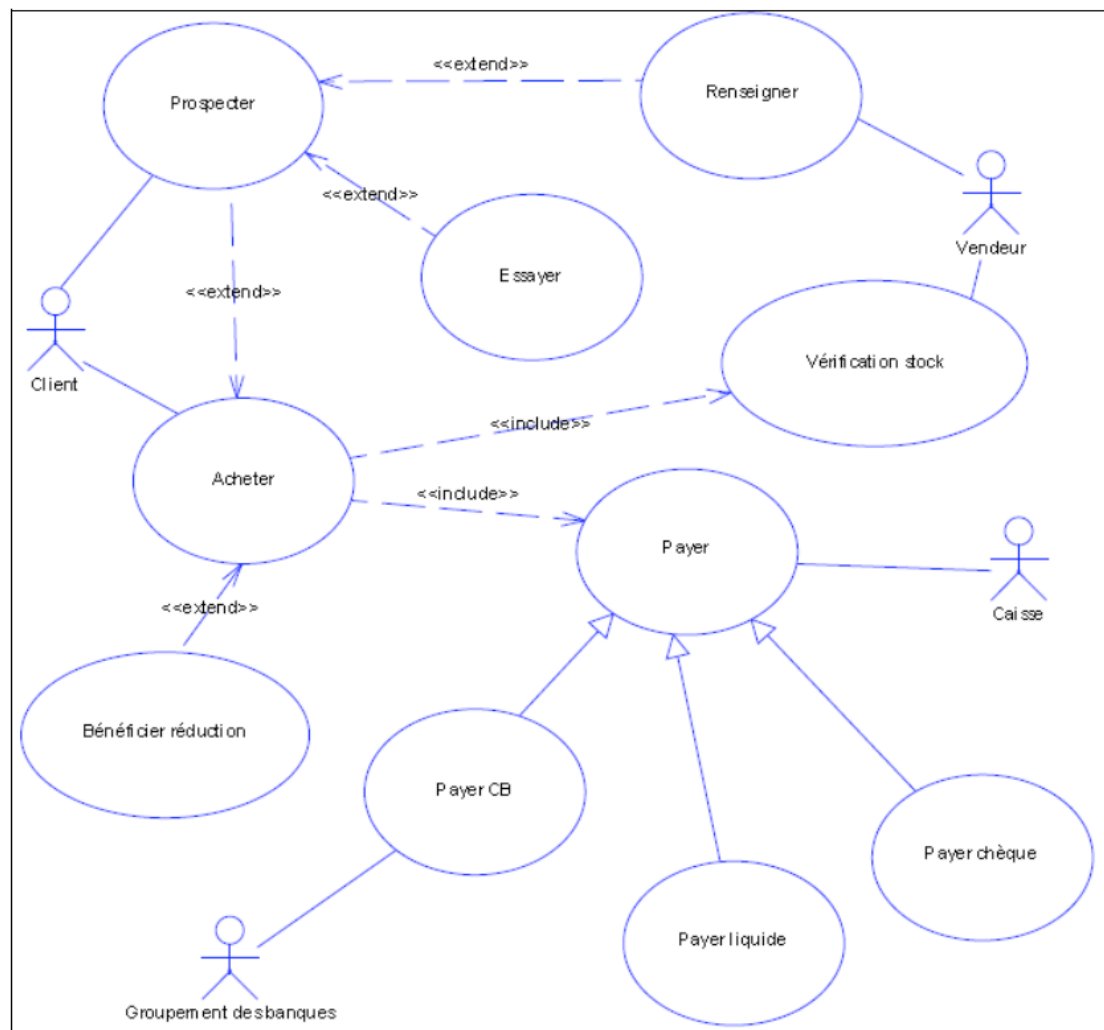 <<extend>>
Prospecter
Renseigner
<<extend>>
Vendeur
Essayer
<<extend>>
Client
Vérification stock
<<include>>
Acheter
<<include>>
Payer
Caisse
<<extend>>
Bénéficier réduction
Payer CB
Payer chèque
Payer liquide
Groupement des banques